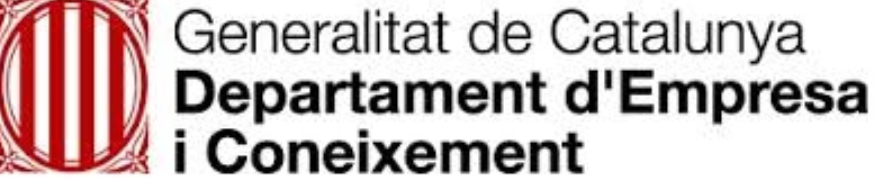 Generalitat de Catalunya
Departament d'Empresa
i Coneixement